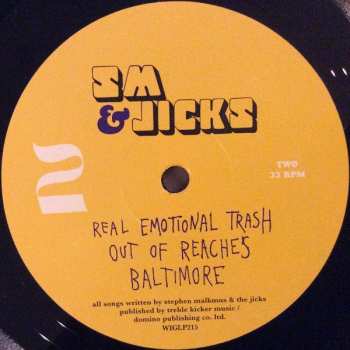 SM
& JICKS
2
TWO
33 RPM
REAL EMOTIONAL TRASH
OUT OF REACHES
BALTIMORE
all songs written by stephen malkmus & the jicks
published by treble kicker music /
domino publishing co. ltd.
WIGLP215